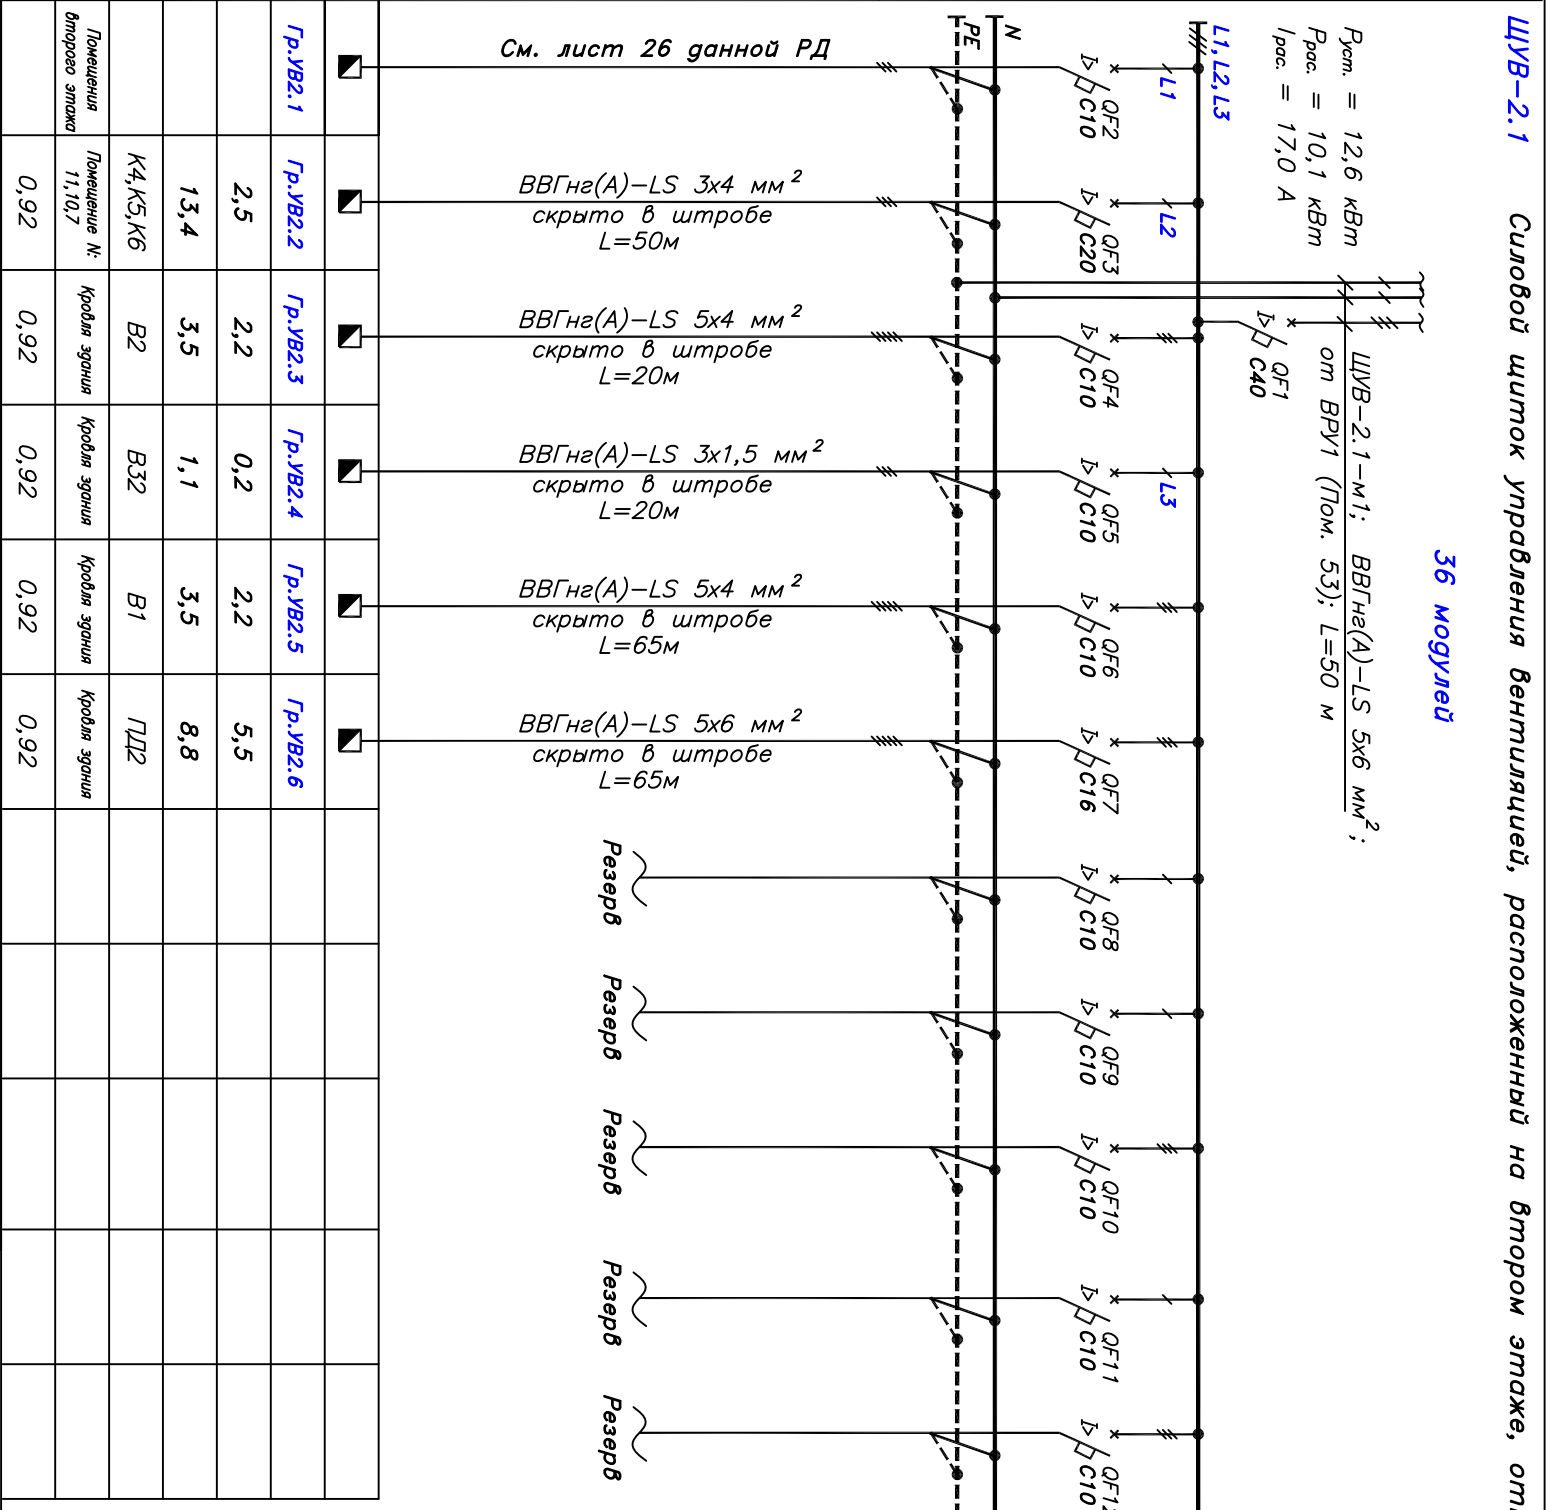 ЩУВ-2.1 Силовой щиток управления вентиляцией, расположенный на втором этаже,
36 модулей
Pуст. = 12,6 кВт
Pрас. = 10,1 кВт
Iрас. = 17,0 А
ЩУВ-2.1-м1; ВВГнг(А)-LS 5х6 мм²;
от ВРУ1 (Пом. 53); L=50 м
QF1
C40
L1, L2, L3
N
PE
L1
QF2
C10
См. лист 26 данной РД
Гр.УВ2.1
Помещения
второго этажа
L2
QF3
C20
ВВГнг(А)-LS 3х4 мм²
скрыто в штробе
L=50м
Гр.УВ2.2
2,5
13,4
К4,К5,К6
Помещение N:
11,10,7
0,92
QF4
C10
ВВГнг(А)-LS 5х4 мм²
скрыто в штробе
L=20м
Гр.УВ2.3
2,2
3,5
В2
Кровля здания
0,92
L3
QF5
C10
ВВГнг(А)-LS 3х1,5 мм²
скрыто в штробе
L=20м
Гр.УВ2.4
0,2
1,1
В32
Кровля здания
0,92
QF6
C10
ВВГнг(А)-LS 5х4 мм²
скрыто в штробе
L=65м
Гр.УВ2.5
2,2
3,5
В1
Кровля здания
0,92
QF7
C16
ВВГнг(А)-LS 5х6 мм²
скрыто в штробе
L=65м
Гр.УВ2.6
5,5
8,8
ПД2
Кровля здания
0,92
QF8
C10
Резерв
QF9
C10
Резерв
QF10
C10
Резерв
QF11
C10
Резерв
C10
Резерв